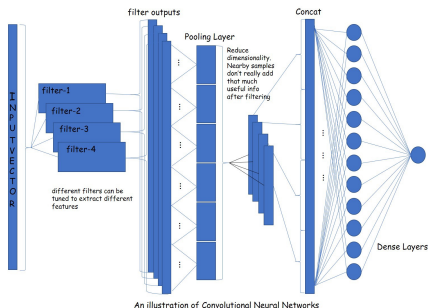 filter outputs
Concat
Pooling Layer
Reduce
dimensionality.
Nearby samples
don't really add
that much
useful info
after filtering
INPUT VECTOR
filter-1
filter-2
filter-3
filter-4
different filters can be
tuned to extract different
features
Dense Layers
An illustration of Convolutional Neural Networks